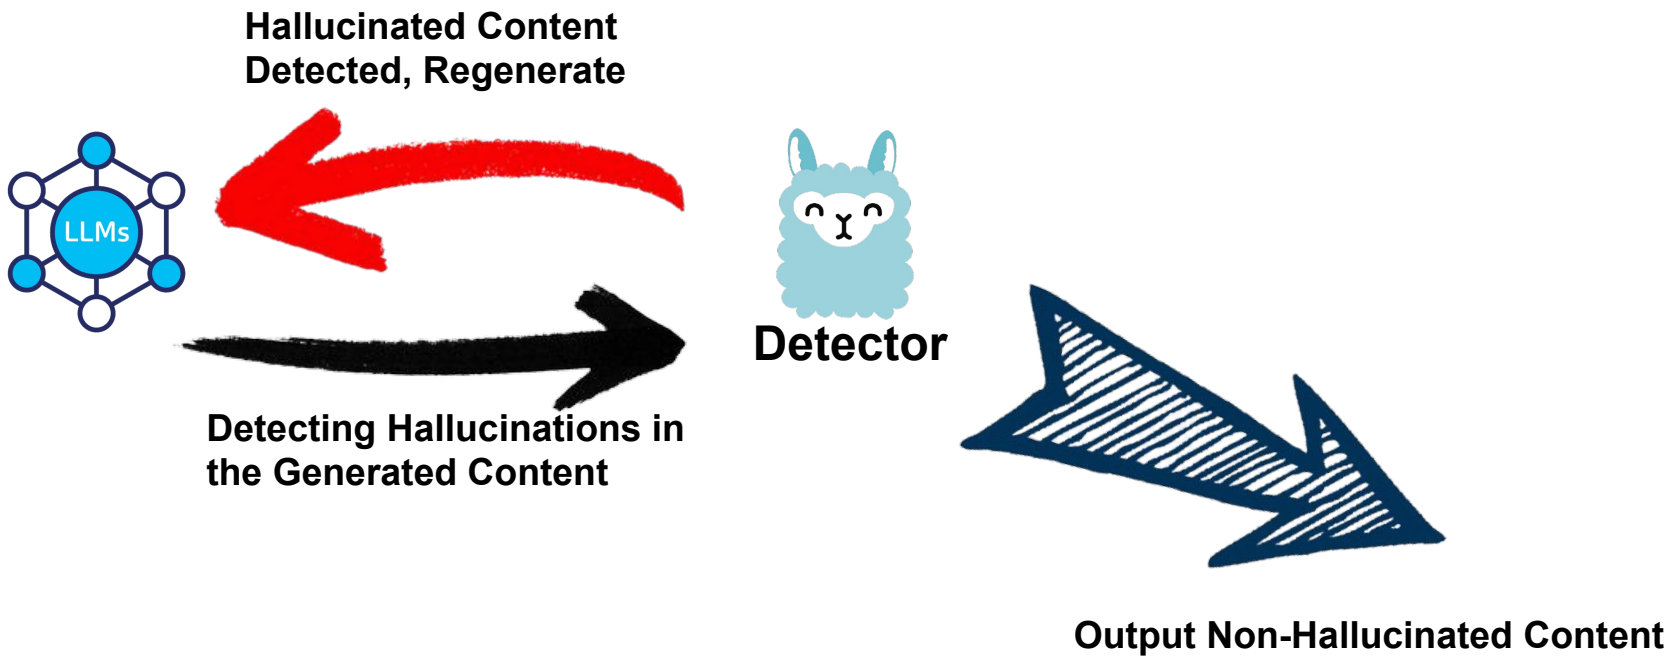 Hallucinated Content
Detected, Regenerate
LLMs
Detector
Detecting Hallucinations in
the Generated Content
Output Non-Hallucinated Content